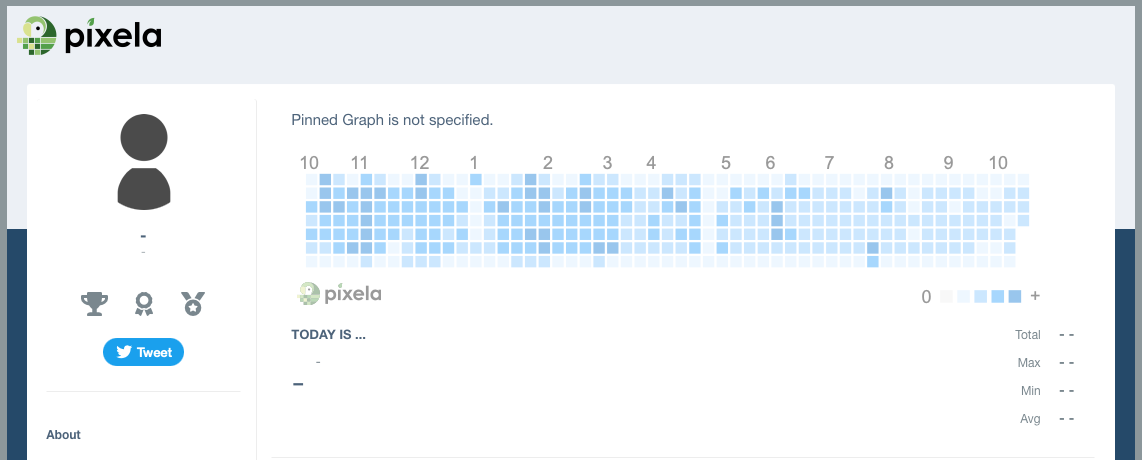 pixela
Pinned Graph is not specified.
10 11 12 1 2 3 4 5 6 7 8 9 10
-
-
pixela
0 +
Tweet
TODAY IS ...
-
–
Total - -
Max - -
Min - -
Avg - -
About